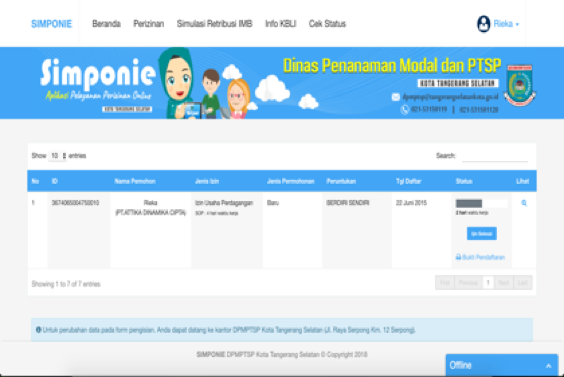 SIMPONIE Beranda Perizinan Simulasi Retribusi IMB Info KBLI Cek Status Rieka
Simponie
Aplikasi Pelayanan Perizinan Online
KOTA TANGERANG SELATAN
Dinas Penanaman Modal dan PTSP
KOTA TANGERANG SELATAN
dpmptsp@tangerangselatankota.go.id
Show 10 entries Search:
No ID Nama Pemohon Jenis Izin Jenis Permohonan Peruntukan Tgl Daftar Status Lihat
1 Rieka Izin Usaha Perdagangan Baru BERDIRI SENDIRI 22 Juni 2015
(PT.ATTIKA DINAMIKA CIPTA) SOP : 4 hari waktu kerja
2 hari waktu kerja
Izin Selesai
Bukti Pendaftaran
Showing 1 to 7 of 7 entries First Previous 1 Next Last
Untuk perubahan data pada form pengisian. Anda dapat datang ke kantor DPMPTSP Kota Tangerang Selatan (Jl. Raya Serpong Km. 12 Serpong).
SIMPONIE DPMPTSP Kota Tangerang Selatan © Copyright 2018
Offline